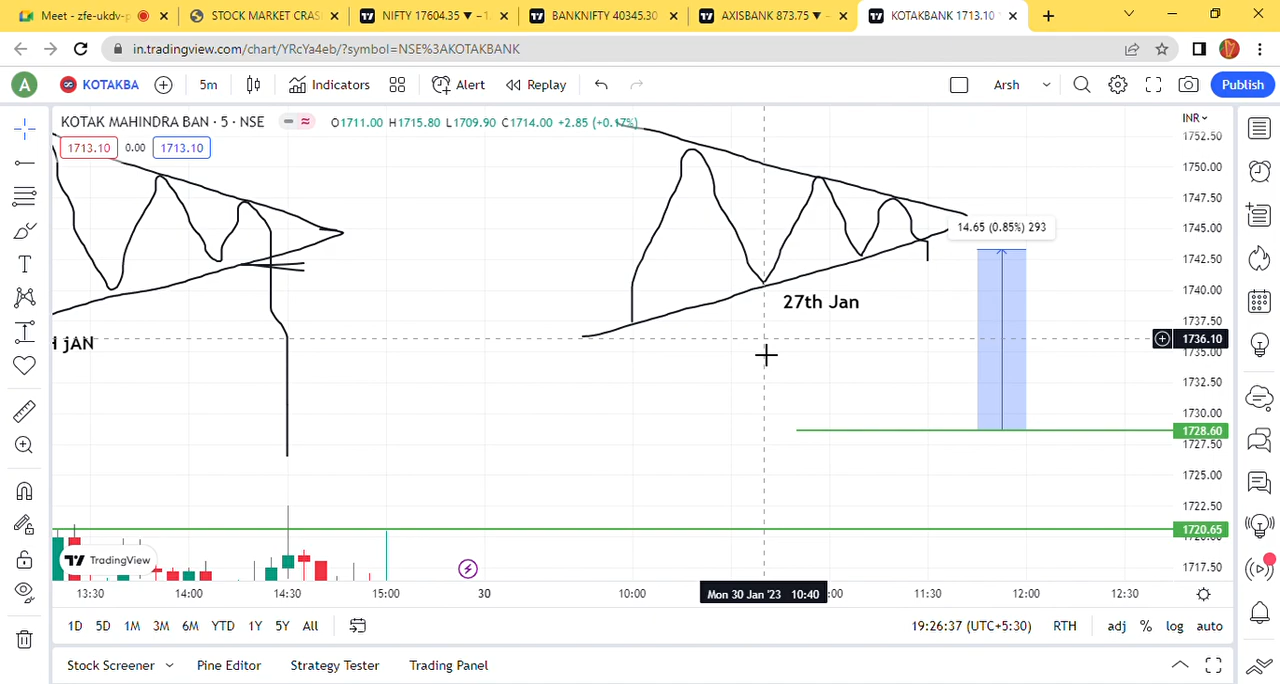 Meet - zfe-ukdv-p
STOCK MARKET CRAS
NIFTY 17604.35 ▼ −1.
BANKNIFTY 40345.30
AXISBANK 873.75 ▼ −
KOTAKBANK 1713.10
in.tradingview.com/chart/YRcYa4eb/?symbol=NSE%3AKOTAKBANK
A KOTAKBA 5m Indicators Alert Replay Arsh Publish
KOTAK MAHINDRA BAN · 5 · NSE O1711.00 H1715.80 L1709.90 C1714.00 +2.85 (+0.17%)
INR
1713.10 0.00 1713.10
1752.50
1750.00
1747.50
1745.00
14.65 (0.85%) 293
1742.50
1740.00
27th Jan
1737.50
1736.10
H jAN
1735.00
1732.50
1730.00
1728.60
1727.50
1725.00
1722.50
1720.65
1717.50
TradingView
13:30 14:00 14:30 15:00 30 10:00 Mon 30 Jan '23 10:40 :00 11:30 12:00 12:30
1D 5D 1M 3M 6M YTD 1Y 5Y All 19:26:37 (UTC+5:30) RTH adj % log auto
Stock Screener Pine Editor Strategy Tester Trading Panel